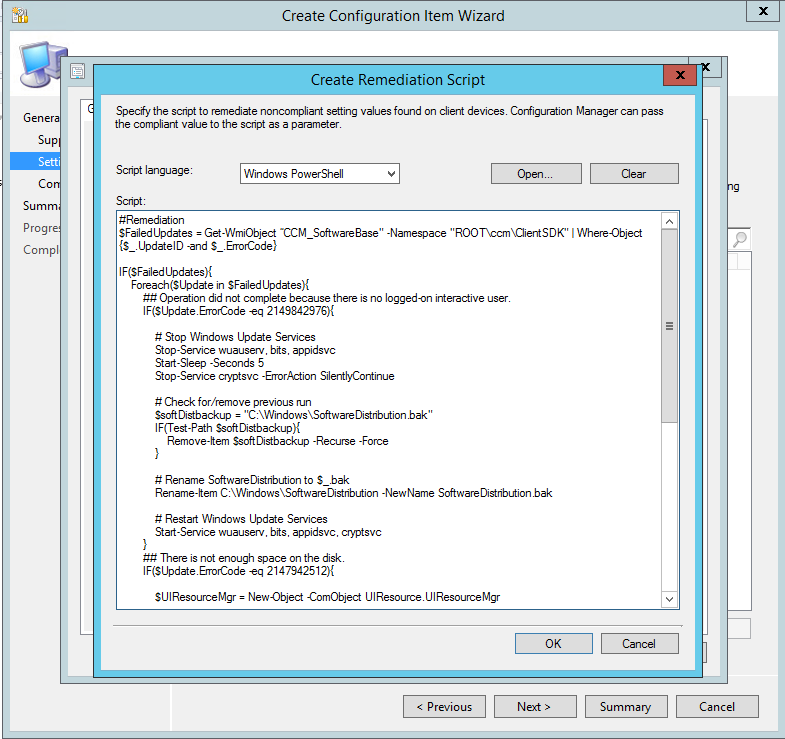 Create Configuration Item Wizard
x
x
Create Remediation Script
x
Specify the script to remediate noncompliant setting values found on client devices. Configuration Manager can pass
the compliant value to the script as a parameter.
Script language:
Windows PowerShell
Open...
Clear
Script:
#Remediation
$FailedUpdates = Get-WmiObject "CCM_SoftwareBase" -Namespace "ROOT\ccm\ClientSDK" | Where-Object
{$_.UpdateID -and $_.ErrorCode}
IF($FailedUpdates){
Foreach($Update in $FailedUpdates){
## Operation did not complete because there is no logged-on interactive user.
IF($Update.ErrorCode -eq 2149842976){
# Stop Windows Update Services
Stop-Service wuauserv, bits, appidsvc
Start-Sleep -Seconds 5
Stop-Service cryptsvc -ErrorAction SilentlyContinue
# Check for/remove previous run
$softDistbackup = "C:\Windows\SoftwareDistribution.bak"
IF(Test-Path $softDistbackup){
Remove-Item $softDistbackup -Recurse -Force
}
# Rename SoftwareDistribution to $_.bak
Rename-Item C:\Windows\SoftwareDistribution -NewName SoftwareDistribution.bak
# Restart Windows Update Services
Start-Service wuauserv, bits, appidsvc, cryptsvc
}
## There is not enough space on the disk.
IF($Update.ErrorCode -eq 2147942512){
$UIResourceMgr = New-Object -ComObject UIResource.UIResourceMgr
OK
Cancel
Genera
Supp
Setti
Com
Summa
Progres
Compl
G
ng
< Previous
Next >
Summary
Cancel